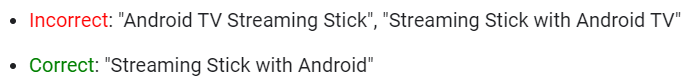 • Incorrect: "Android TV Streaming Stick", "Streaming Stick with Android TV"
• Correct: "Streaming Stick with Android"